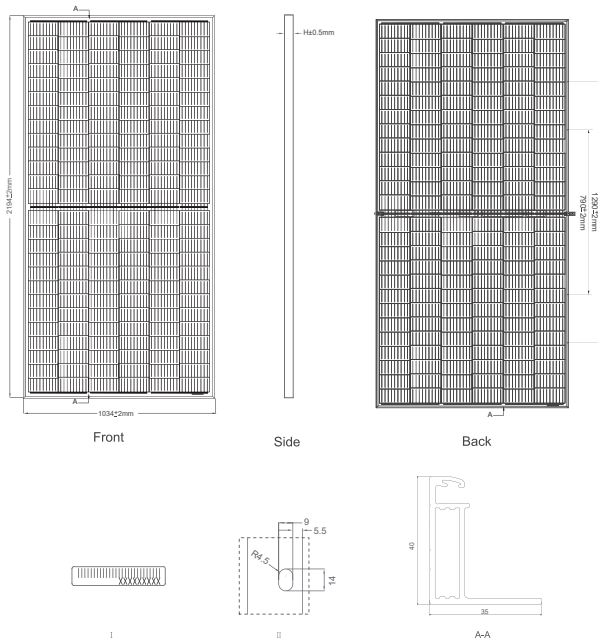 A
2194±2mm
A
1034±2mm
Front
H±0.5mm
Side
1290±2mm
790±2mm
A
Back
I
9
5.5
R4.5
14
II
40
35
A-A